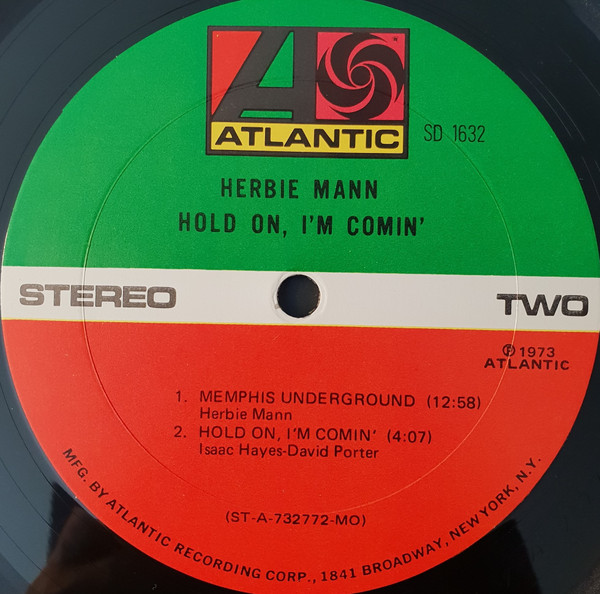 ATLANTIC
SD 1632
HERBIE MANN
HOLD ON, I'M COMIN'
STEREO
TWO
℗ 1973
ATLANTIC
1. MEMPHIS UNDERGROUND (12:58)
Herbie Mann
2. HOLD ON, I'M COMIN' (4:07)
Isaac Hayes-David Porter
(ST-A-732772-MO)
MFG. BY ATLANTIC RECORDING CORP., 1841 BROADWAY, NEW YORK, N.Y.